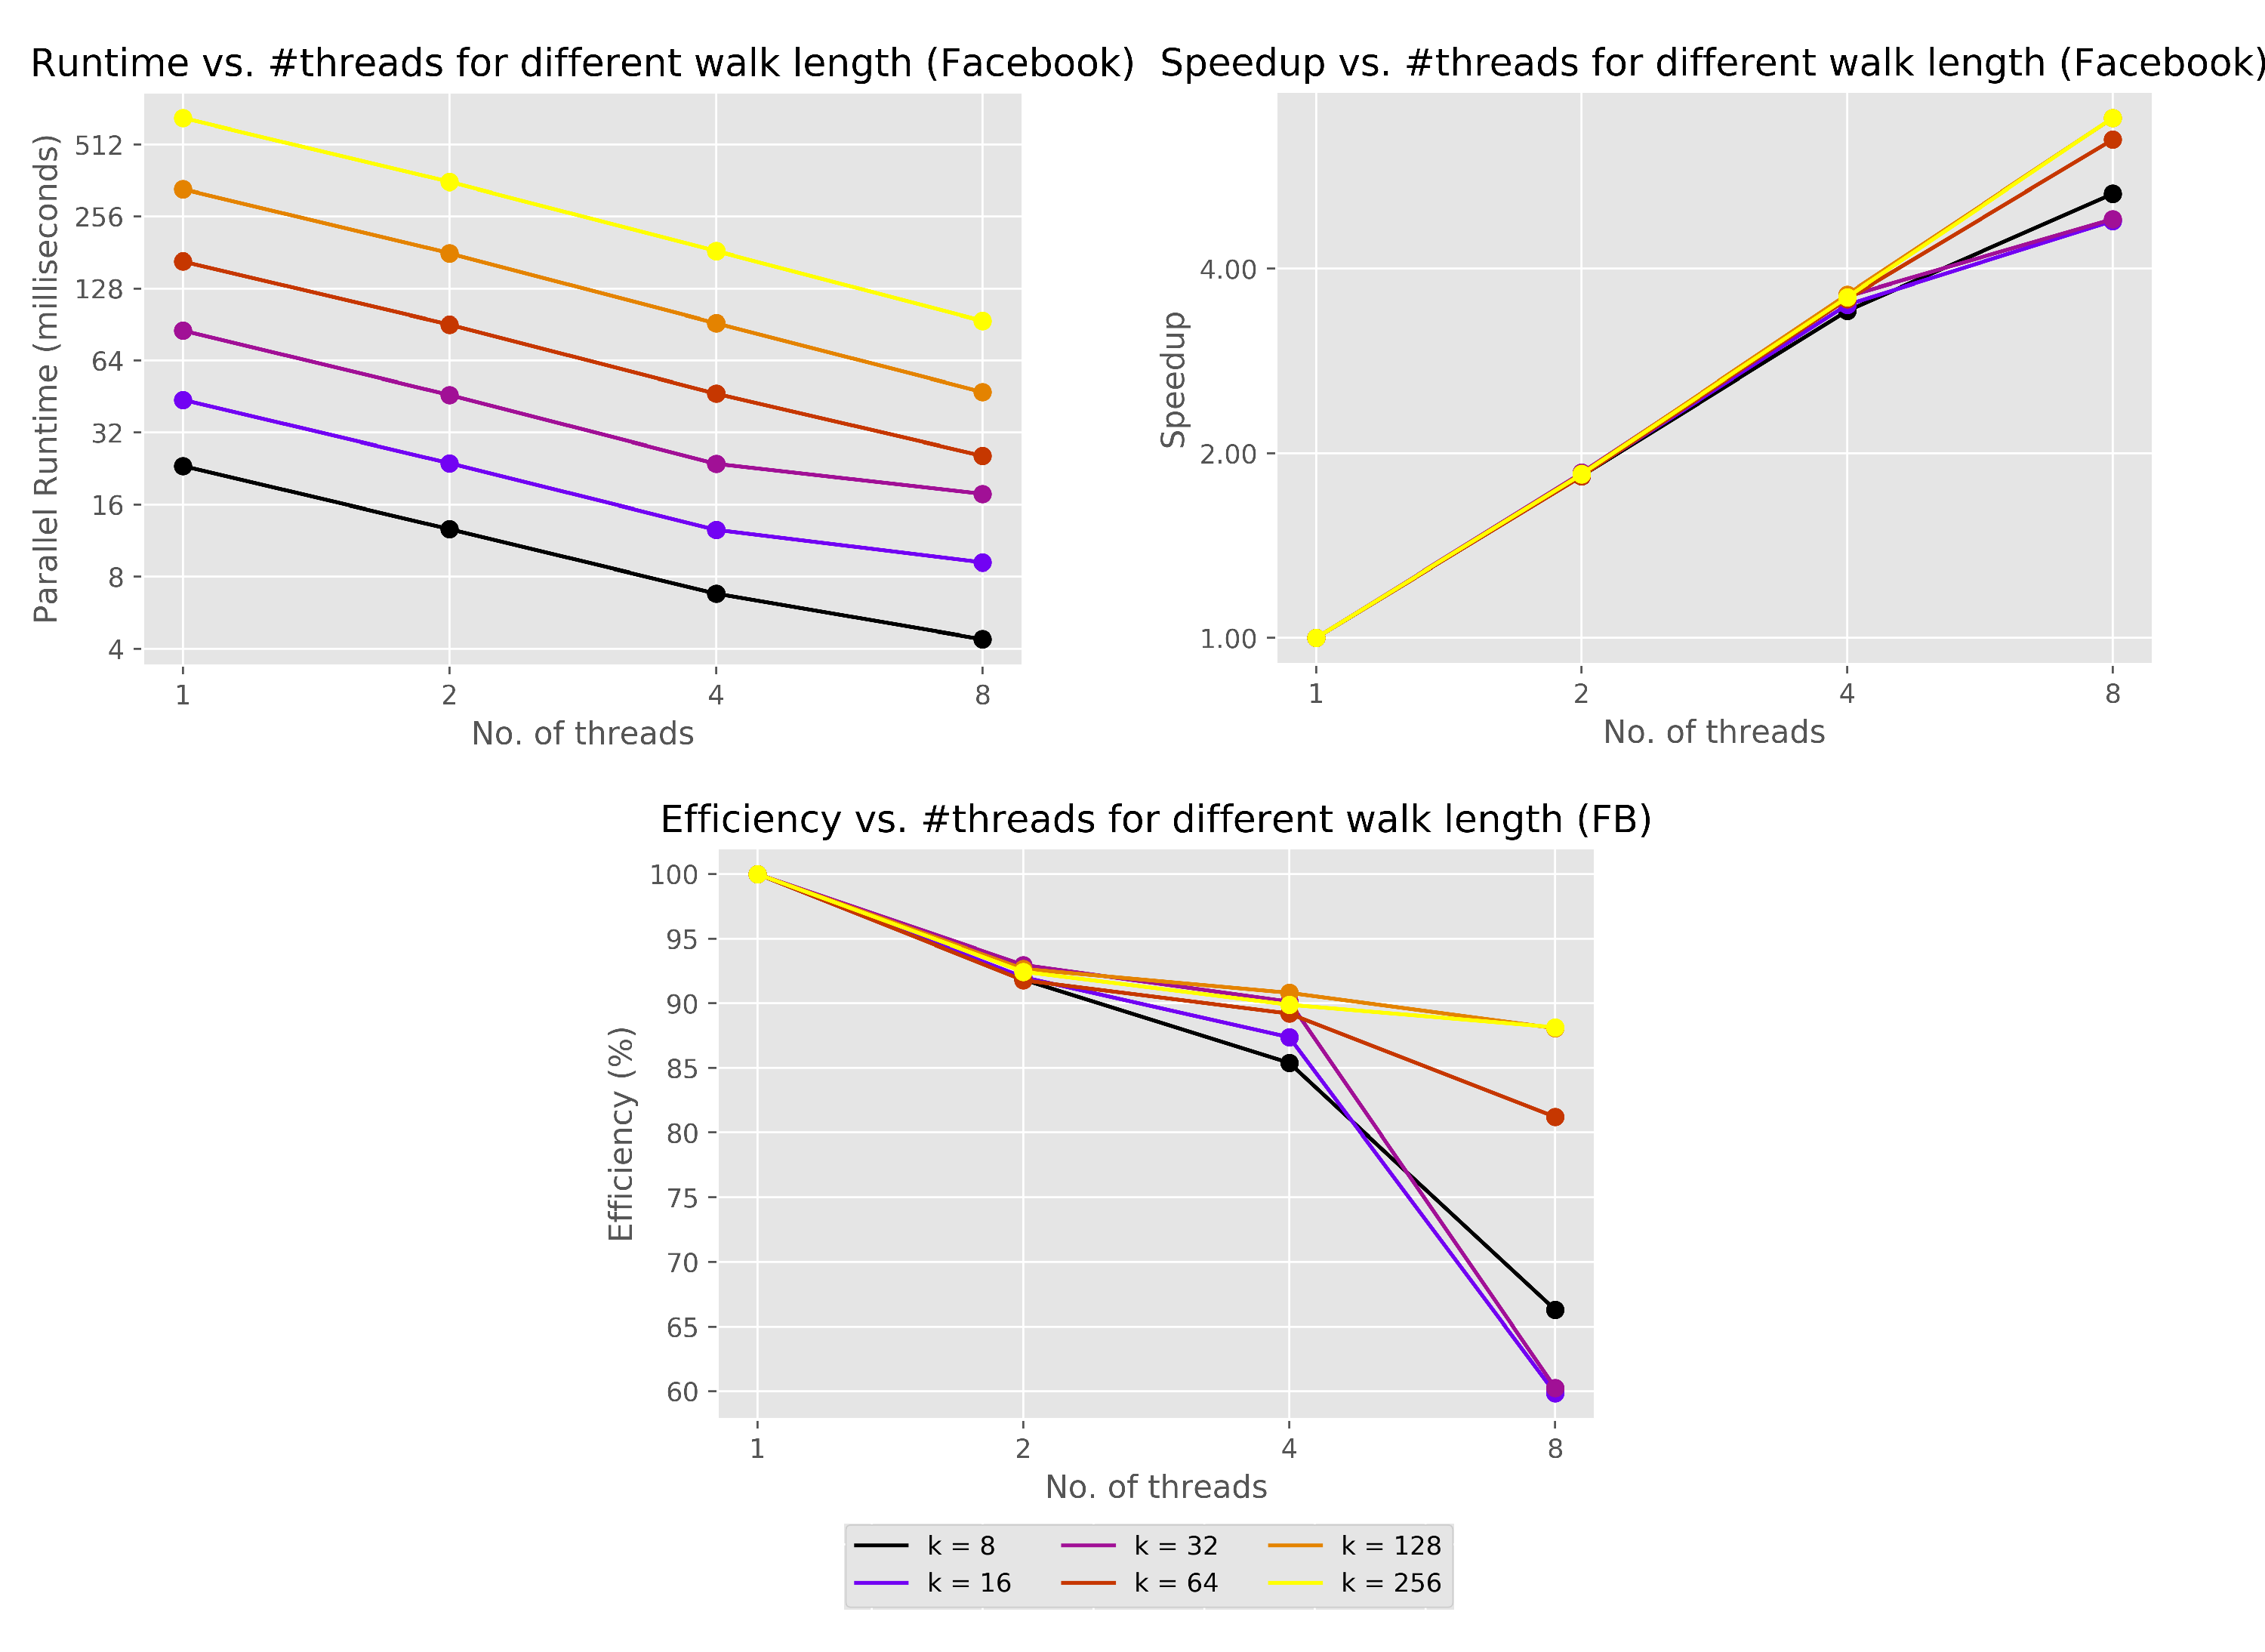 Runtime vs. #threads for different walk length (Facebook)
Parallel Runtime (milliseconds)
512
256
128
64
32
16
8
4
1 2 4 8
No. of threads
Speedup vs. #threads for different walk length (Facebook)
Speedup
4.00
2.00
1.00
1 2 4 8
No. of threads
Efficiency vs. #threads for different walk length (FB)
Efficiency (%)
100
95
90
85
80
75
70
65
60
1 2 4 8
No. of threads
k = 8 k = 32 k = 128
k = 16 k = 64 k = 256